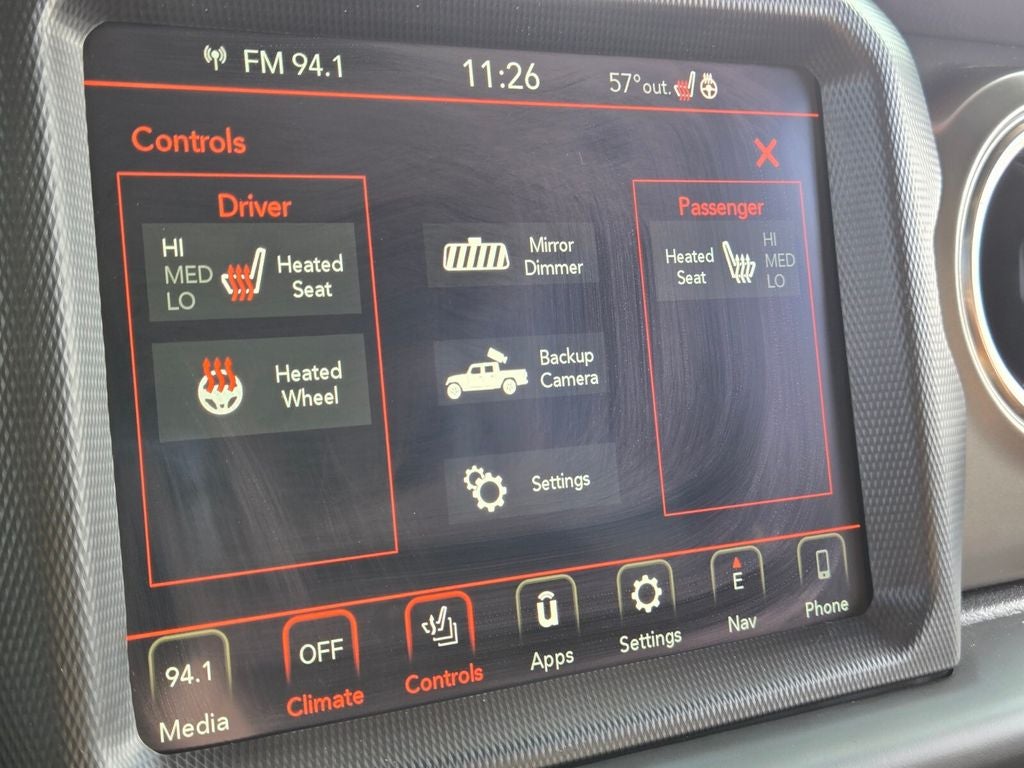 FM 94.1
11:26
57° out.
Controls
Driver
HI
MED
LO
Heated
Seat
Heated
Wheel
Mirror
Dimmer
Backup
Camera
Settings
Passenger
Heated
Seat
HI
MED
LO
94.1
Media
OFF
Climate
Controls
Apps
Settings
E
Nav
Phone